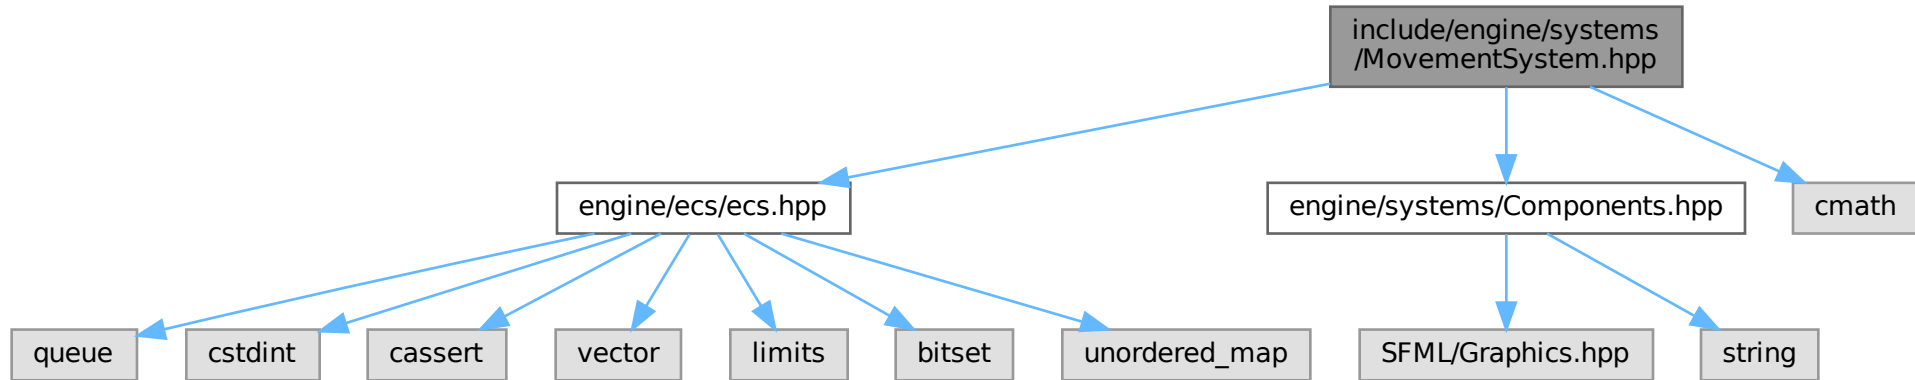 include/engine/systems
/MovementSystem.hpp
engine/ecs/ecs.hpp
engine/systems/Components.hpp
cmath
queue
cstdint
cassert
vector
limits
bitset
unordered_map
SFML/Graphics.hpp
string